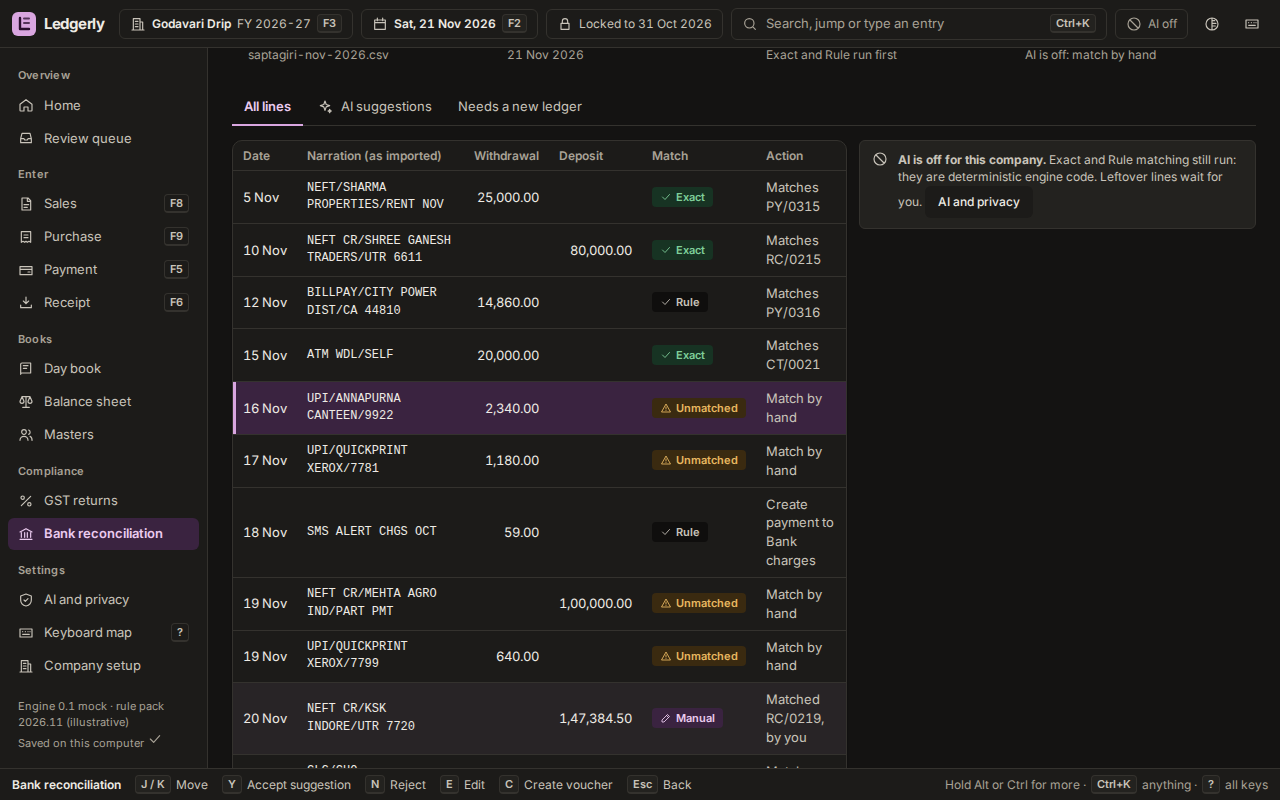 Ledgerly
Godavari Drip FY 2026-27 F3
Sat, 21 Nov 2026 F2
Locked to 31 Oct 2026
Search, jump or type an entry Ctrl+K
AI off
Overview
Home
Review queue
Enter
Sales F8
Purchase F9
Payment F5
Receipt F6
Books
Day book
Balance sheet
Masters
Compliance
GST returns
Bank reconciliation
Settings
AI and privacy
Keyboard map ?
Company setup
Engine 0.1 mock · rule pack
2026.11 (illustrative)
Saved on this computer
saptagiri-nov-2026.csv 21 Nov 2026 Exact and Rule run first AI is off: match by hand
All lines AI suggestions Needs a new ledger
Date Narration (as imported) Withdrawal Deposit Match Action
5 Nov NEFT/SHARMA PROPERTIES/RENT NOV 25,000.00 Exact Matches PY/0315
10 Nov NEFT CR/SHREE GANESH TRADERS/UTR 6611 80,000.00 Exact Matches RC/0215
12 Nov BILLPAY/CITY POWER DIST/CA 44810 14,860.00 Rule Matches PY/0316
15 Nov ATM WDL/SELF 20,000.00 Exact Matches CT/0021
16 Nov UPI/ANNAPURNA CANTEEN/9922 2,340.00 Unmatched Match by hand
17 Nov UPI/QUICKPRINT XEROX/7781 1,180.00 Unmatched Match by hand
18 Nov SMS ALERT CHGS OCT 59.00 Rule Create payment to Bank charges
19 Nov NEFT CR/MEHTA AGRO IND/PART PMT 1,00,000.00 Unmatched Match by hand
19 Nov UPI/QUICKPRINT XEROX/7799 640.00 Unmatched Match by hand
20 Nov NEFT CR/KSK INDORE/UTR 7720 1,47,384.50 Manual Matched RC/0219, by you
AI is off for this company. Exact and Rule matching still run:
they are deterministic engine code. Leftover lines wait for
you. AI and privacy
Bank reconciliation J / K Move Y Accept suggestion N Reject E Edit C Create voucher Esc Back
Hold Alt or Ctrl for more · Ctrl+K anything · ? all keys